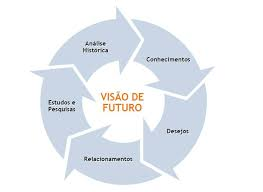 Análise
Histórica
Conhecimentos
VISÃO DE
FUTURO
Estudos e
Pesquisas
Desejos
Relacionamentos